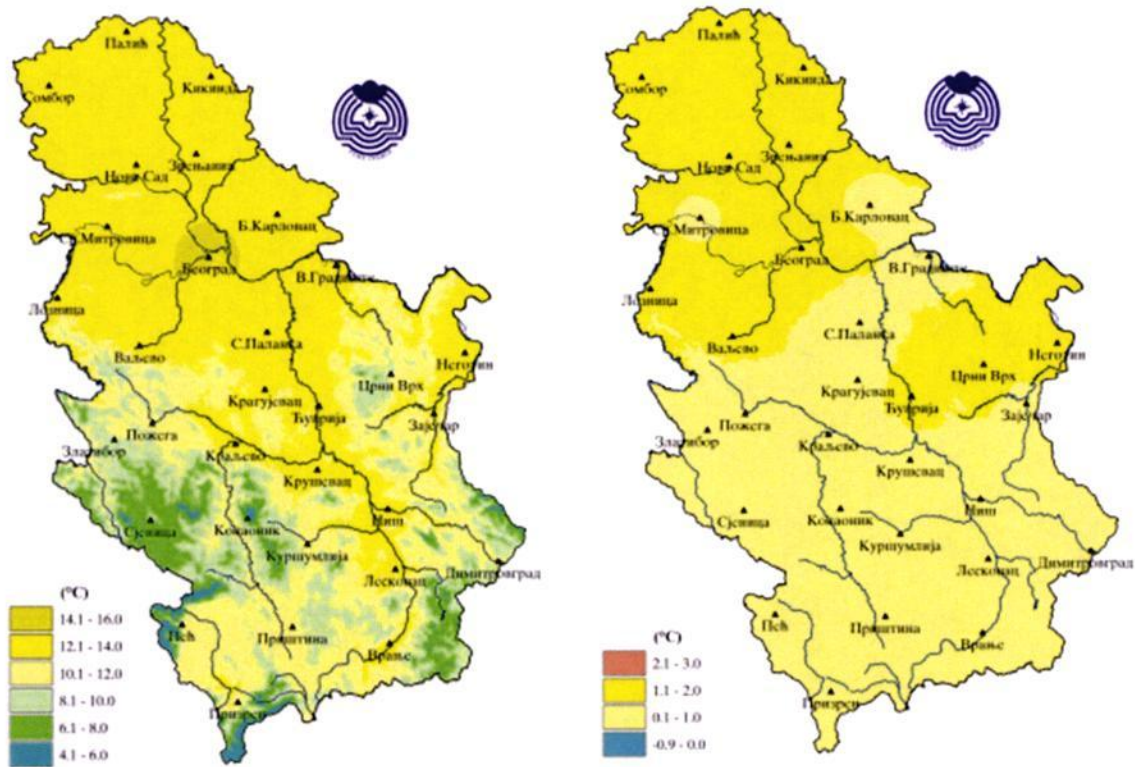 Палић
Кикинда
Сомбор
Зрењанин
Нови Сад
Б.Карловац
С. Митровица
Београд
В.Градиште
Лозница
Ваљево
С.Паланка
Неготин
Црни Врх
Крагујевац
Ћуприја
Зајечар
Пожега
Златибор
Краљево
Крушевац
Ниш
Сјеница
Копаоник
Куршумлија
Димитровград
Лесковац
(°C)
14.1 - 16.0
12.1 - 14.0
10.1 - 12.0
8.1 - 10.0
6.1 - 8.0
4.1 - 6.0
Пећ
Приштина
Врање
Призрен
Палић
Кикинда
Сомбор
Зрењанин
Нови Сад
Б.Карловац
Митровица
Београд
В.Градиште
Лозница
Ваљево
С.Паланка
Неготин
Црни Врх
Крагујевац
Ћуприја
Зајечар
Пожега
Златибор
Краљево
Крушевац
Ниш
Сјеница
Копаоник
Куршумлија
Димитровград
Лесковац
Пећ
Приштина
Врање
Призрен
(°C)
2.1 - 3.0
1.1 - 2.0
0.1 - 1.0
-0.9 - 0.0